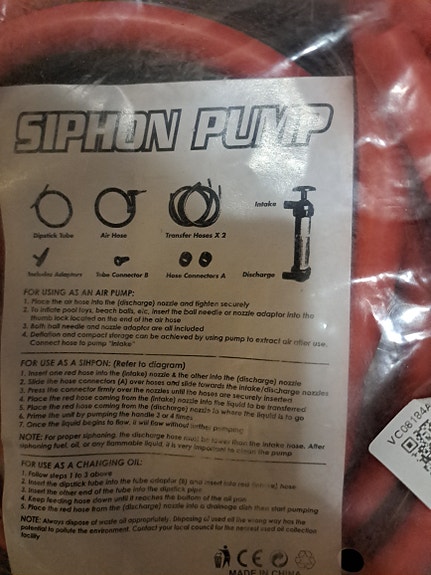 SIPHON PUMP
Dipstick Tube
Air Hose
Transfer Hoses X 2
Intake
Includes Adaptors
Tube Connector B
Hose Connectors A
Discharge
FOR USING AS AN AIR PUMP:
1. Place the air hose into the (discharge) nozzle and tighten securely
2. To inflate pool toys, beach balls, etc, insert the ball needle or nozzle adaptor into the
thumb lock located on the end of the air hose
3. Both ball needle and nozzle adaptor are all included
4. Deflation and compact storage can be achieved by using pump to extract air after use.
Connect hose to pump "intake"
FOR USE AS A SIHPON: (Refer to diagram)
1. Insert one red hose into the (intake) nozzle & the other into the (discharge) nozzle
2. Slide the hose connectors (A) over hoses and slide towards the intake/discharge nozzles
3. Press the connector firmly over the nozzles until the hoses are securely inserted
4. Place the red hose coming from the (intake) nozzle into the liquid to be transferred
5. Place the red hose coming from the (discharge) nozzle to where the liquid is to go
6. Prime the unit by pumping the handle 3 or 4 times
7. Once the liquid begins to flow, it will flow without further pumping
NOTE: For proper siphoning, the discharge hose must be lower than the intake hose. After
siphoning fuel, oil, or any flammable liquid, it is very important to clean the pump
FOR USE AS A CHANGING OIL:
1. Follow steps 1 to 3 above
2. Insert the dipstick tube into the tube adaptor (B) and insert into red (intake) hose
3. Insert the other end of the tube into the dipstick pipe
4. Keep feeding hose down until it reaches the bottom of the oil pan
5. Place the red hose from the (discharge) nozzle into a drainage dish then start pumping
NOTE: Always dispose of waste oil appropriately. Disposing of used oil the wrong way has the
potential to pollute the environment. Contact your local council for the nearest used oil collection
facility
CE
MADE IN CHINA
VC08184